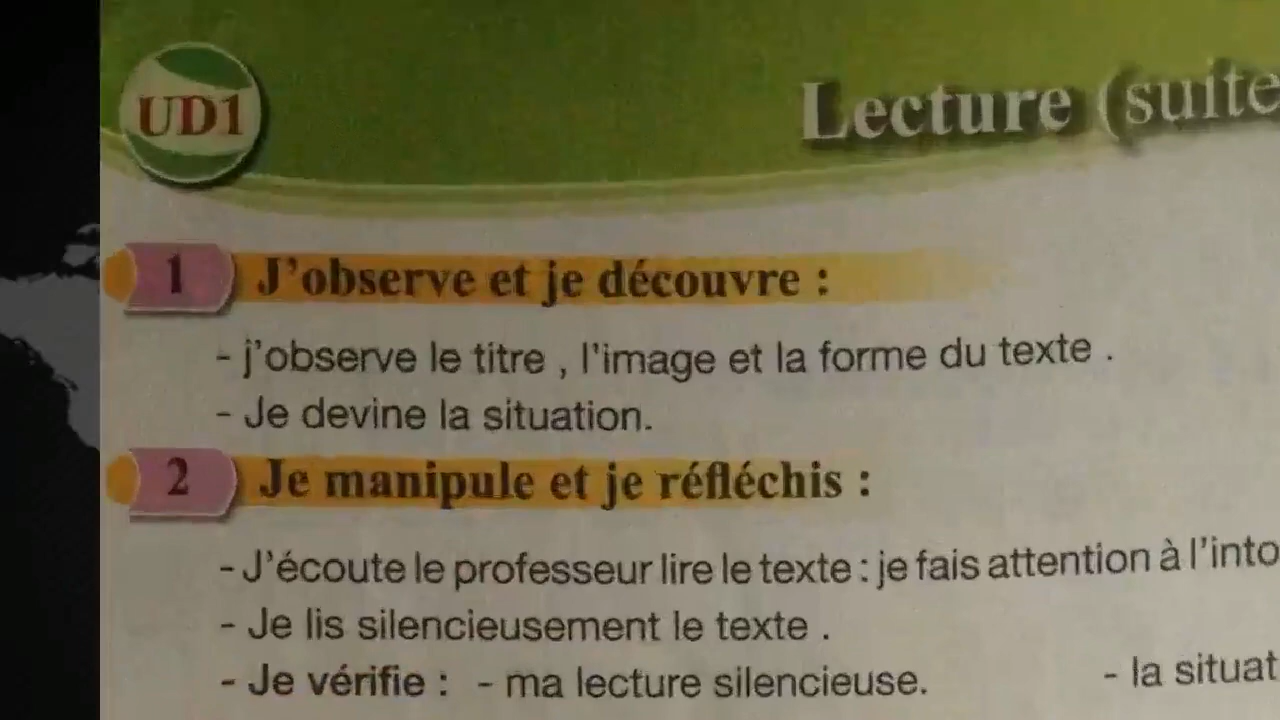 UD1
Lecture (suite
1 J'observe et je découvre :
- j'observe le titre , l'image et la forme du texte .
- Je devine la situation.
2 Je manipule et je réfléchis :
- J'écoute le professeur lire le texte : je fais attention à l'into
- Je lis silencieusement le texte .
- Je vérifie : - ma lecture silencieuse. - la situat